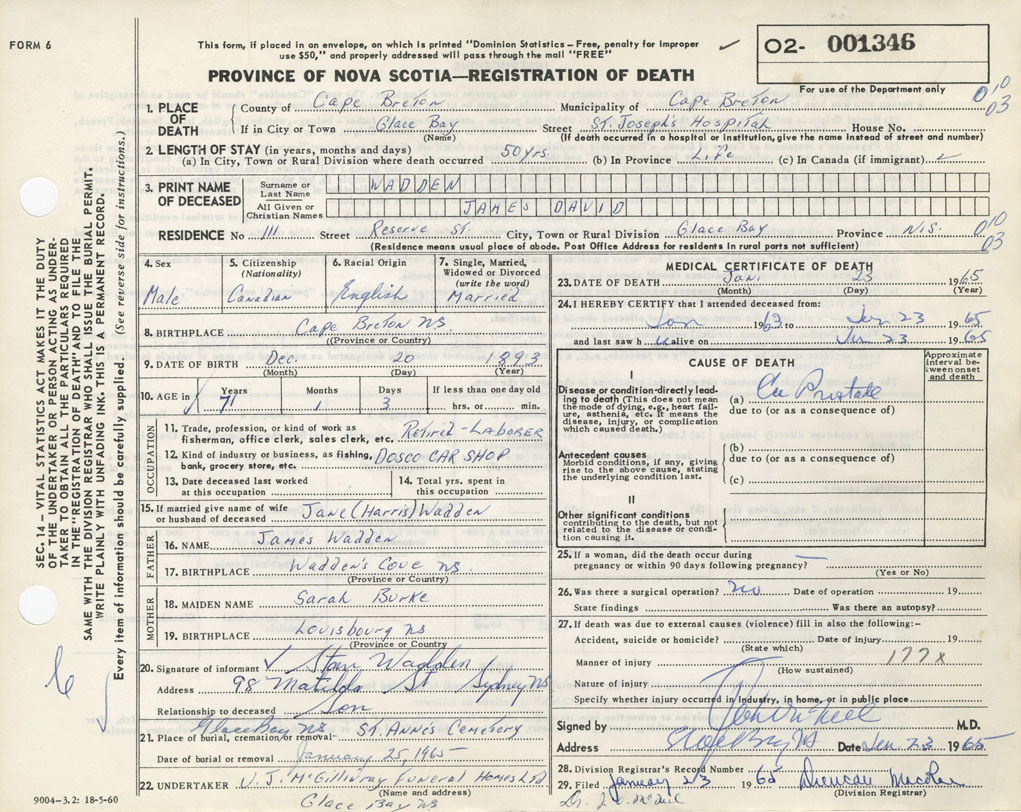 FORM 6
This form, if placed in an envelope, on which is printed "Dominion Statistics – Free, penalty for improper
use $50," and properly addressed will pass through the mail "FREE"
✓
O2- 001346
For use of the Department only
PROVINCE OF NOVA SCOTIA—REGISTRATION OF DEATH
010
03
1. PLACE OF DEATH
County of Cape Breton Municipality of Cape Breton
If in City or Town Glace Bay Street St. Joseph's Hospital House No.
(Name) (If death occurred in a hospital or institution, give the name instead of street and number)
2. LENGTH OF STAY (in years, months and days)
(a) In City, Town or Rural Division where death occurred 50 yrs. (b) In Province Life (c) In Canada (if immigrant) ✓
3. PRINT NAME OF DECEASED
Surname or Last Name WADDEN
All Given or Christian Names JAMES DAVID
RESIDENCE No 111 Street Reserve St. City, Town or Rural Division Glace Bay Province N.S.
010
03
(Residence means usual place of abode. Post Office Address for residents in rural parts not sufficient)
4. Sex
Male
5. Citizenship
(Nationality)
Canadian
6. Racial Origin
English
7. Single, Married,
Widowed or Divorced
(write the word)
Married
8. BIRTHPLACE Cape Breton NS
(Province or Country)
9. DATE OF BIRTH Dec. 20 1893
(Month) (Day) (Year)
10. AGE in
Years Months Days If less than one day old
71 1 3 hrs. or min.
OCCUPATION
11. Trade, profession, or kind of work as
fisherman, office clerk, sales clerk, etc. Retired - LABORER
12. Kind of industry or business, as fishing,
bank, grocery store, etc. DOSCO CAR SHOP
13. Date deceased last worked
at this occupation
14. Total yrs. spent in
this occupation
15. If married give name of wife
or husband of deceased Jane (Harris) Wadden
FATHER
16. NAME James Wadden
17. BIRTHPLACE Wadden's Cove NS
(Province or Country)
MOTHER
18. MAIDEN NAME Sarah Burke
19. BIRTHPLACE Louisbourg NS
(Province or Country)
20. Signature of informant ✓ Stan Wadden
Address 98 Matilda St Sydney NS
Relationship to deceased Son
Glace Bay NS St. Ann's Cemetery
21. Place of burial, cremation or removal
Date of burial or removal January 25, 1965
22. UNDERTAKER V. J. McGillivray Funeral Homes Ltd
(Name and address)
Glace Bay NS
MEDICAL CERTIFICATE OF DEATH
23. DATE OF DEATH Jan. 23 1965
(Month) (Day) (Year)
24. I HEREBY CERTIFY that I attended deceased from:
Jan 1963 to Jan 23 1965
and last saw him alive on Jan 23 1965
CAUSE OF DEATH
Approximate
interval be-
tween onset
and death
I
Disease or condition directly lead-
ing to death (This does not mean
the mode of dying, e.g., heart fail-
ure, asthenia, etc. It means the
disease, injury, or complication
which caused death.)
(a) Ca Prostate
due to (or as a consequence of)
Antecedent causes
Morbid conditions, if any, giving
rise to the above cause, stating
the underlying condition last.
(b)
due to (or as a consequence of)
(c)
II
Other significant conditions
contributing to the death, but not
related to the disease or condi-
tion causing it.
25. If a woman, did the death occur during
pregnancy or within 90 days following pregnancy? —
(Yes or No)
26. Was there a surgical operation? no Date of operation 19
State findings Was there an autopsy?
27. If death was due to external causes (violence) fill in also the following:-
Accident, suicide or homicide? Date of injury 19
(State which)
Manner of injury 177x
(How sustained)
Nature of injury
Specify whether injury occurred in industry, in home, or in public place
Signed by M.D.
Address Glace Bay NS Date Jan 23 1965
28. Division Registrar's Record Number
29. Filed January 23 1965 Duncan MacRae
(Division Registrar)
SEC. 14 – VITAL STATISTICS ACT MAKES IT THE DUTY
OF THE UNDERTAKER OR PERSON ACTING AS UNDER-
TAKER TO OBTAIN ALL THE PARTICULARS REQUIRED
IN THE "REGISTRATION OF DEATH" AND TO FILE THE
SAME WITH THE DIVISION REGISTRAR WHO SHALL ISSUE THE BURIAL PERMIT.
WRITE PLAINLY WITH UNFADING INK. THIS IS A PERMANENT RECORD.
Every item of information should be carefully supplied. (See reverse side for instructions.)
9004-3.2: 18-5-60